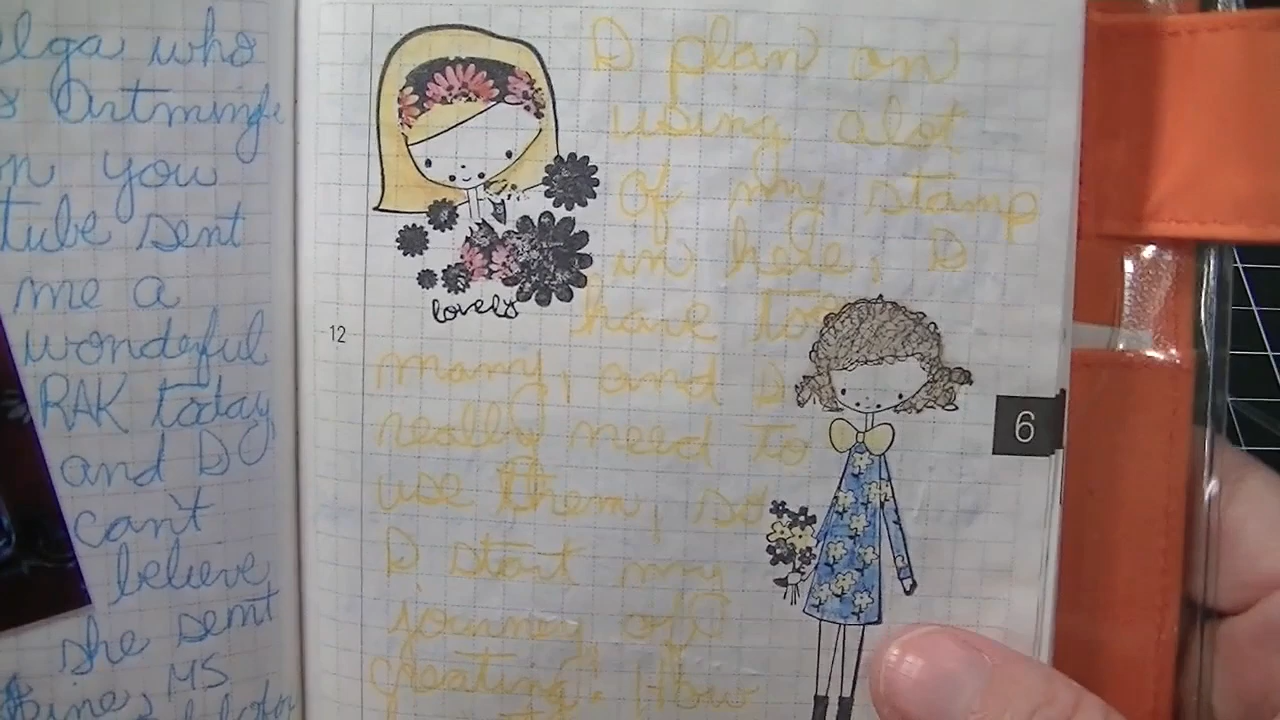 elga who
Artmingle
on you
tube sent
me a
wonderful
RAK today
and I
can't
believe
she sent
MS
I plan on
using alot
of my stamp
in here, I
have too
many, and I
really need to
use them, so
I start my
journey of
creating. How
lovely
12
6